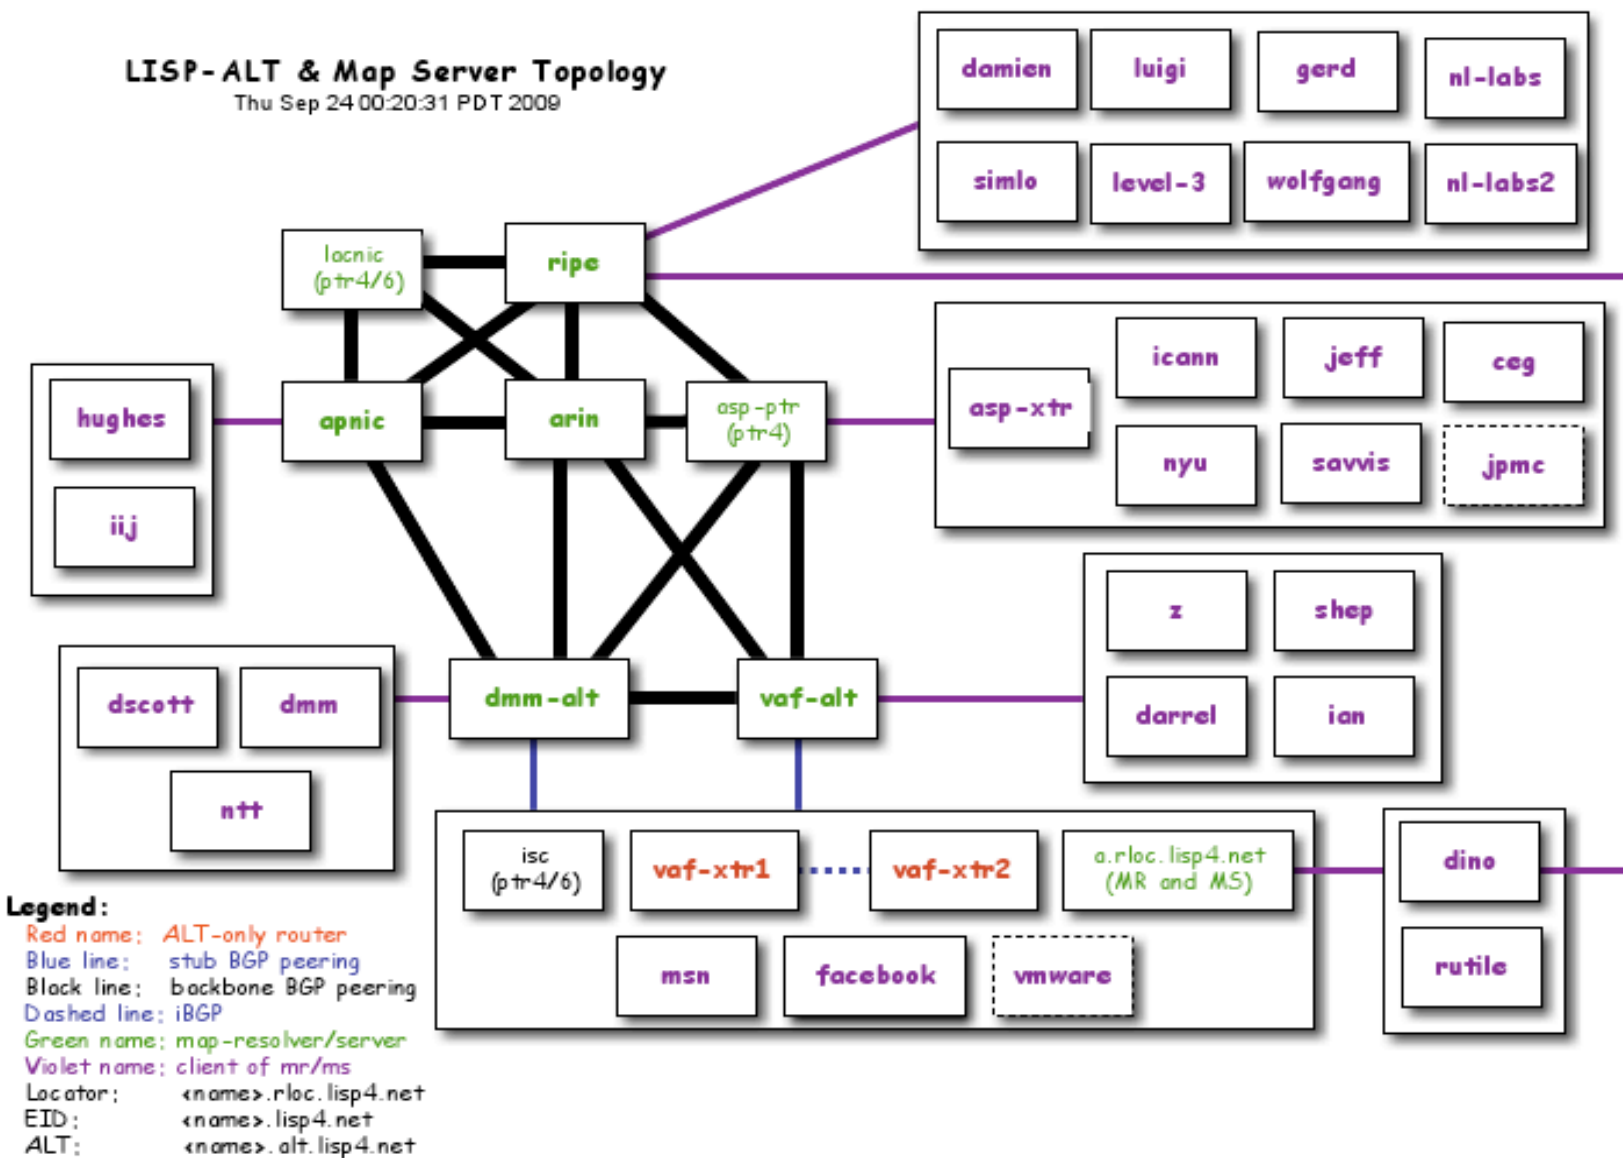 LISP-ALT & Map Server Topology
Thu Sep 24 00:20:31 PDT 2009
damien
luigi
gerd
nl-labs
simlo
level-3
wolfgang
nl-labs2
lacnic
(ptr4/6)
ripe
apnic
arin
asp-ptr
(ptr4)
hughes
iij
asp-xtr
icann
jeff
ceg
nyu
savvis
jpmc
z
shep
darrel
ian
dscott
dmm
ntt
dmm-alt
vaf-alt
isc
(ptr4/6)
vaf-xtr1
vaf-xtr2
a.rloc.lisp4.net
(MR and MS)
msn
facebook
vmware
dino
rutile
Legend:
Red name: ALT-only router
Blue line: stub BGP peering
Black line: backbone BGP peering
Dashed line: iBGP
Green name: map-resolver/server
Violet name: client of mr/ms
Locator: <name>.rloc.lisp4.net
EID: <name>.lisp4.net
ALT: <name>.alt.lisp4.net